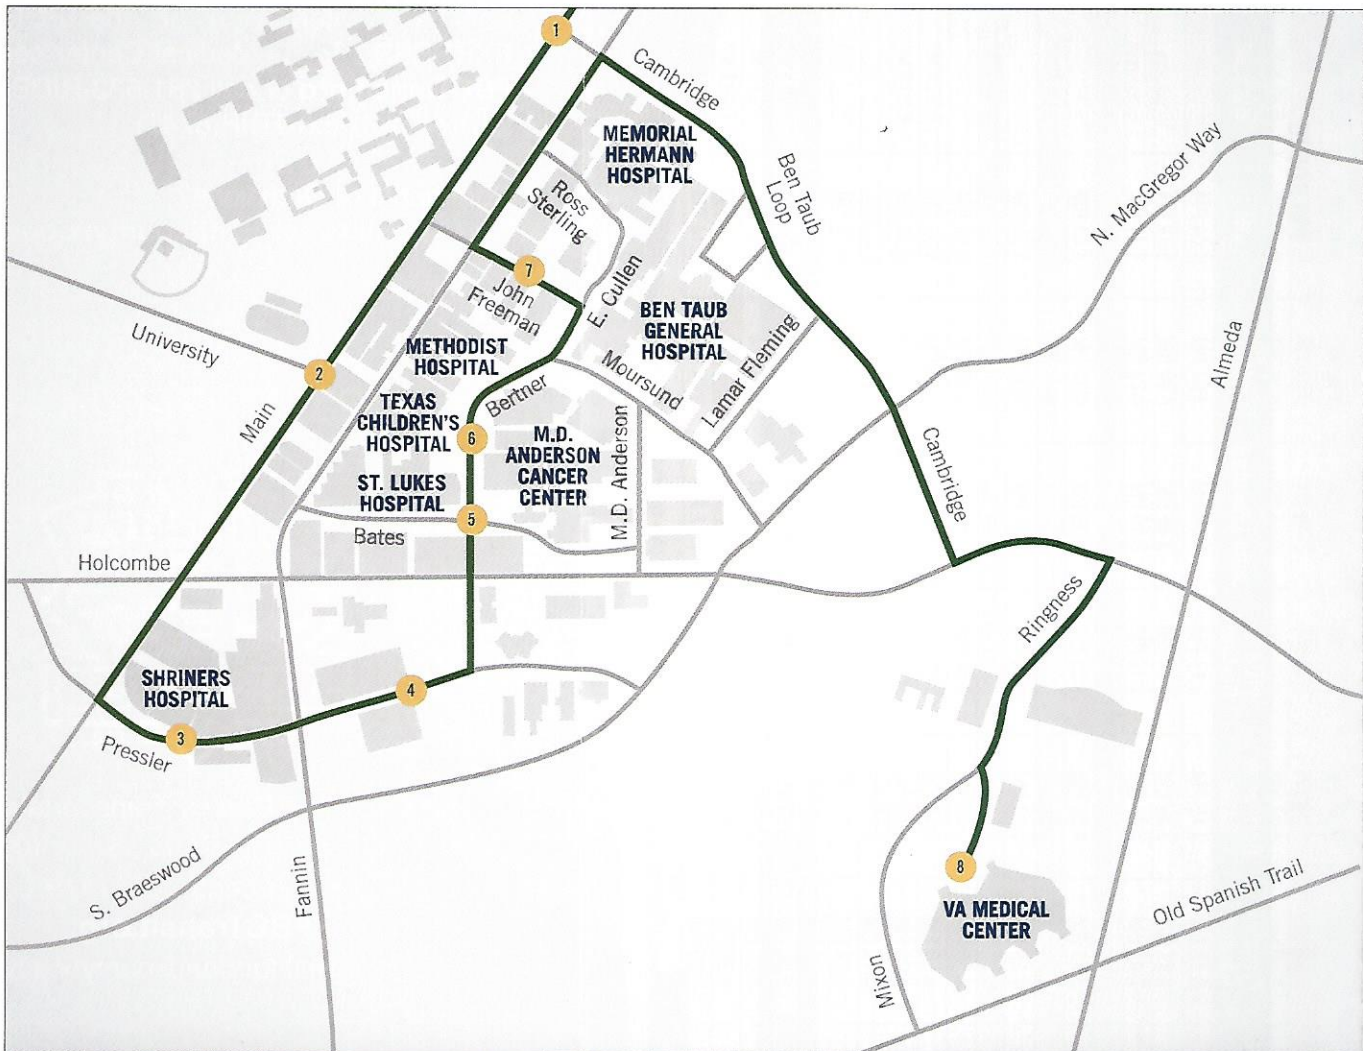 1
Cambridge
MEMORIAL
HERMANN
HOSPITAL
Ben Taub
Loop
N. MacGregor Way
Ross
Sterling
7
John
Freeman
E. Cullen
BEN TAUB
GENERAL
HOSPITAL
University
2
METHODIST
HOSPITAL
Moursund
Lamar Fleming
Almeda
Main
TEXAS
CHILDREN'S
HOSPITAL
Bertner
6
M.D.
ANDERSON
CANCER
CENTER
M.D. Anderson
Cambridge
ST. LUKES
HOSPITAL
5
Bates
Holcombe
Ringness
SHRINERS
HOSPITAL
4
3
Pressler
S. Braeswood
Fannin
8
VA MEDICAL
CENTER
Old Spanish Trail
Mixon